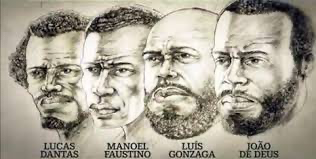 LUCAS
DANTAS
MANOEL
FAUSTINO
LUÍS
GONZAGA
JOÃO
DE DEUS